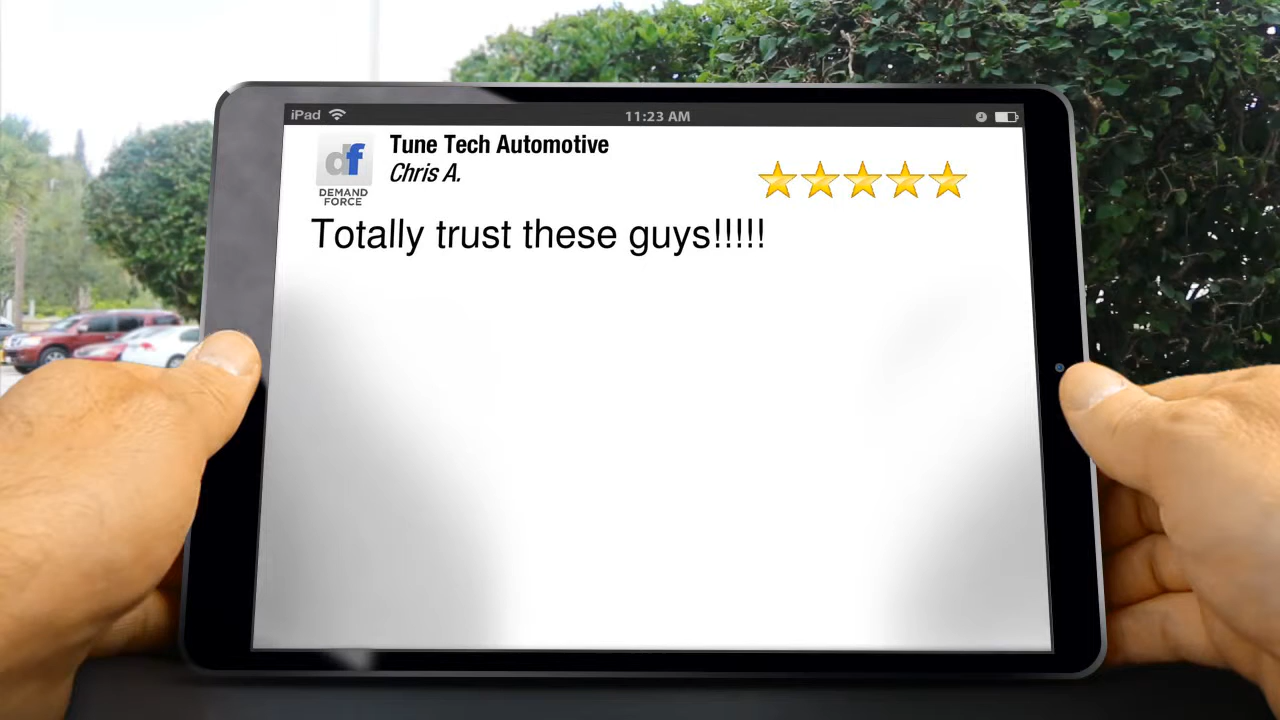 iPad 11:23 AM
df
DEMAND
FORCE
Tune Tech Automotive
Chris A.
Totally trust these guys!!!!!